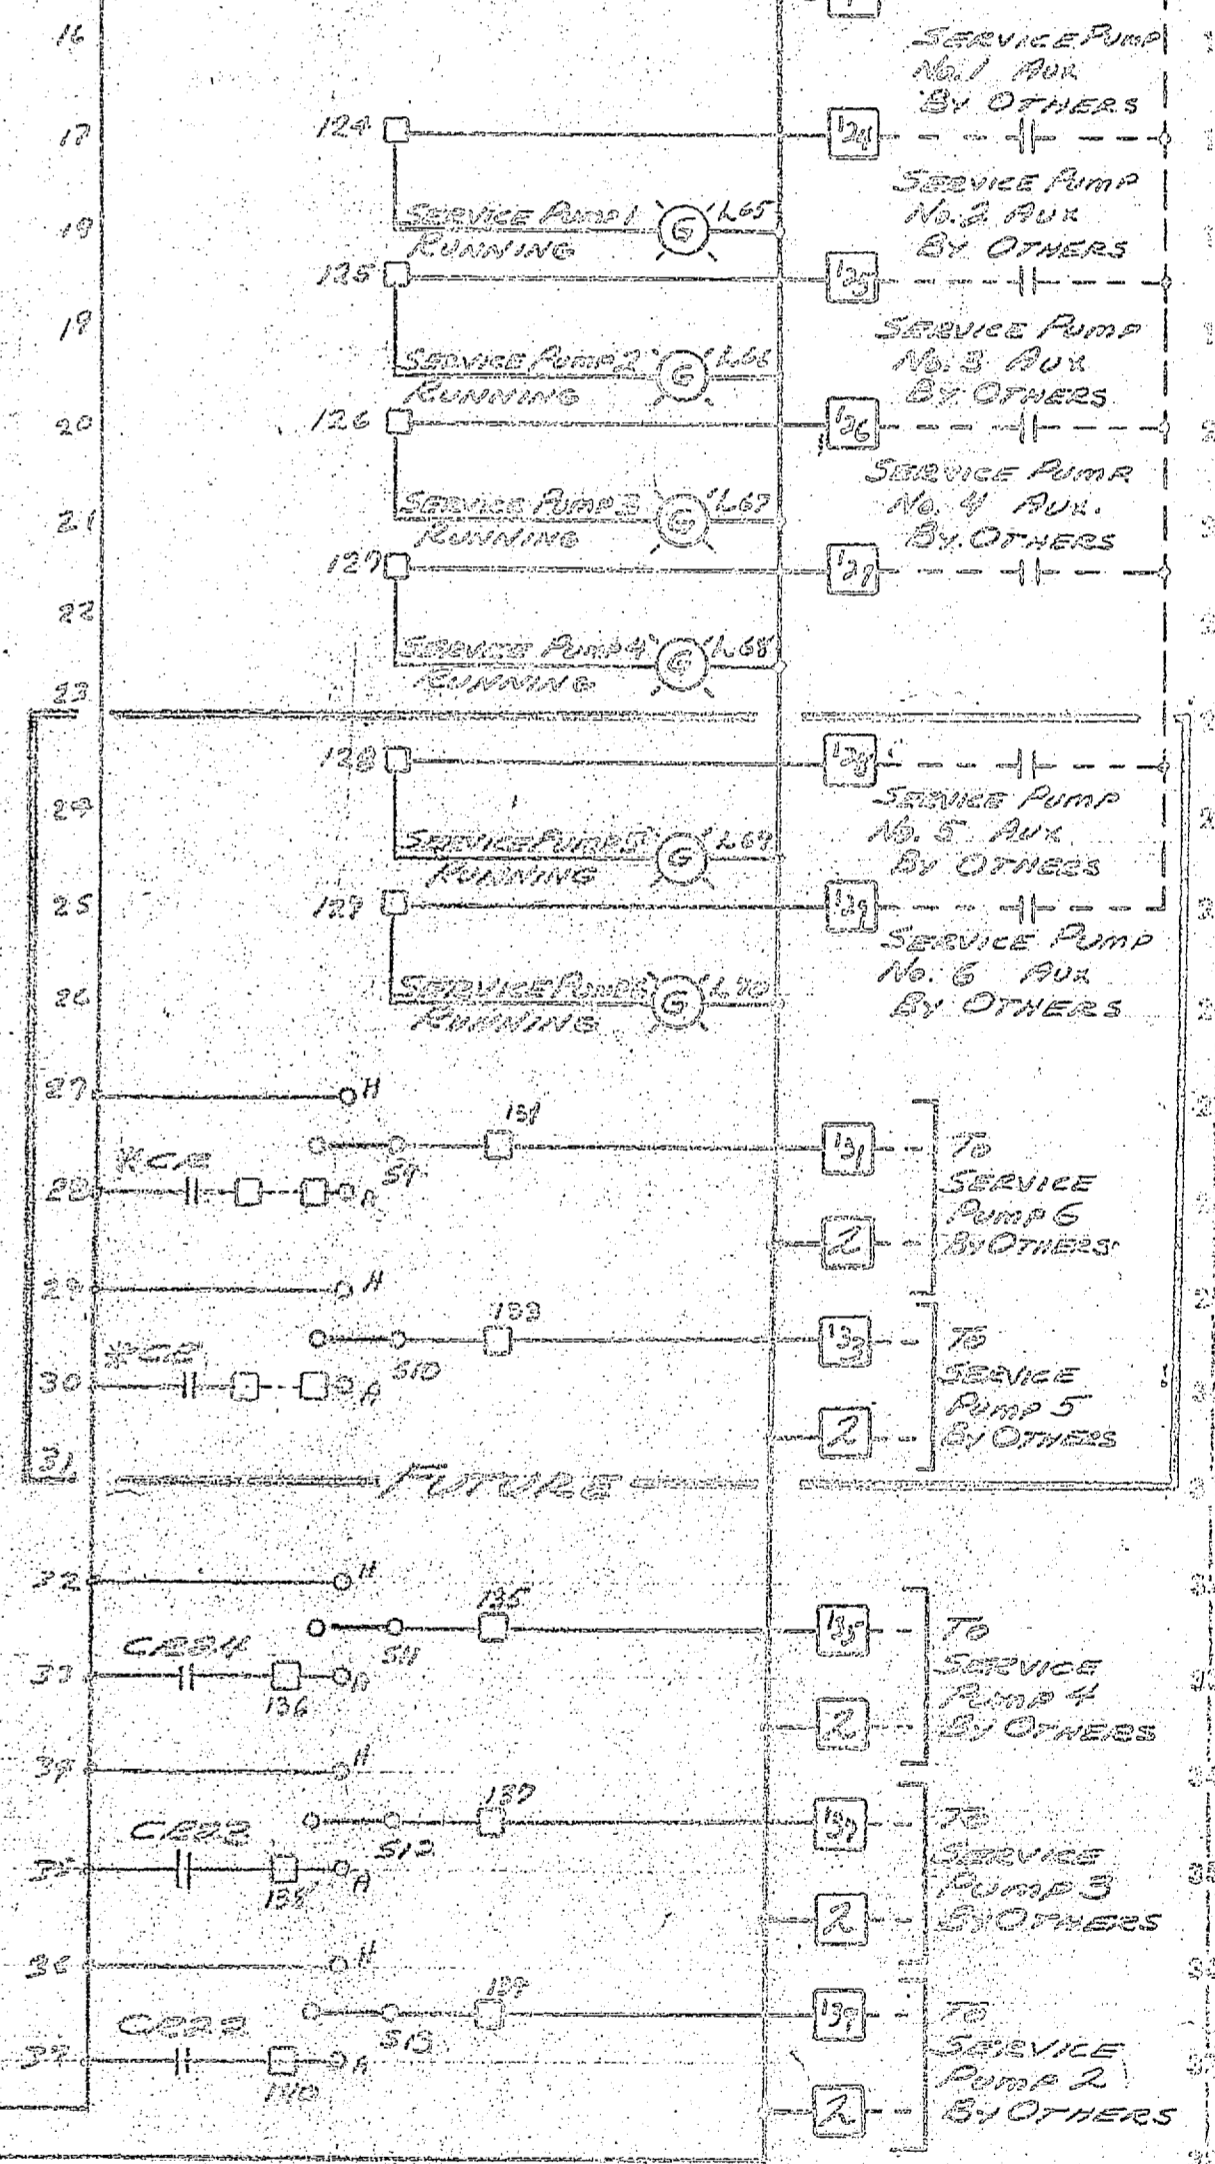 16
SERVICE PUMP
No. 1 AUX
BY OTHERS
17
124
124
SERVICE PUMP
No. 2 AUX
BY OTHERS
SERVICE PUMP 1
RUNNING
G
L65
125
125
19
SERVICE PUMP
No. 3 AUX
BY OTHERS
SERVICE PUMP 2
RUNNING
G
L66
20
126
126
SERVICE PUMP
No. 4 AUX.
BY OTHERS
21
SERVICE PUMP 3
RUNNING
G
L67
127
127
22
SERVICE PUMP 4
RUNNING
G
L68
23
128
128
24
SERVICE PUMP
No. 5 AUX
BY OTHERS
SERVICE PUMP 5
RUNNING
G
L69
25
129
129
SERVICE PUMP
No. 6 AUX
BY OTHERS
26
SERVICE PUMP
RUNNING
G
L70
27
H
131
131
TO
SERVICE
PUMP 6
BY OTHERS
*CR
S9
28
A
2
29
H
133
133
TO
SERVICE
PUMP 5
BY OTHERS
*CR
S10
30
A
2
31
FUTURE
32
H
135
135
TO
SERVICE
PUMP 4
BY OTHERS
CR24
S11
33
A
136
2
34
H
137
137
TO
SERVICE
PUMP 3
BY OTHERS
CR23
S12
35
A
138
2
36
H
139
139
TO
SERVICE
PUMP 2
BY OTHERS
CR22
S13
37
A
140
2